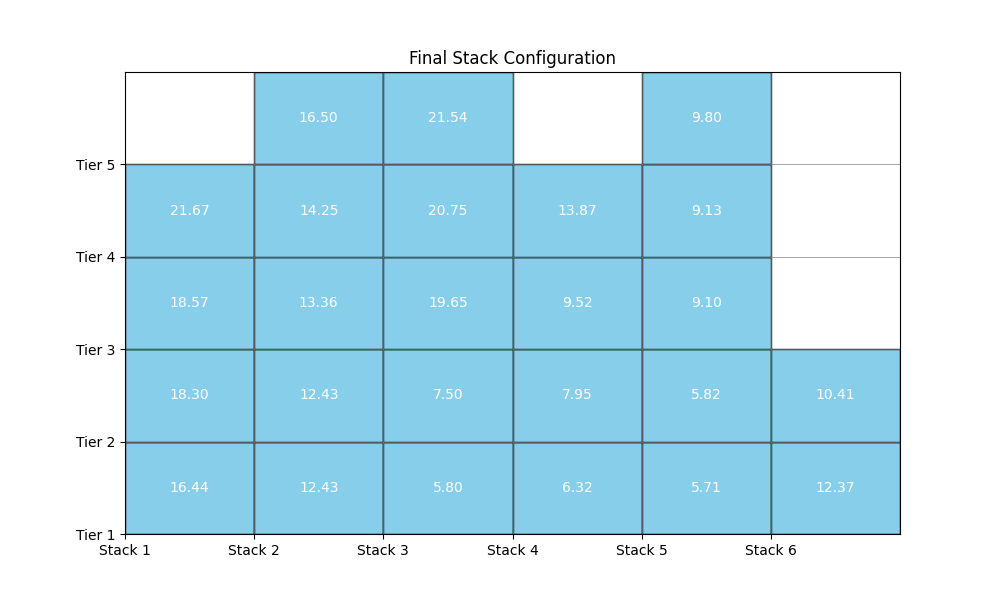 Final Stack Configuration
16.50 21.54 9.80
Tier 5
21.67 14.25 20.75 13.87 9.13
Tier 4
18.57 13.36 19.65 9.52 9.10
Tier 3
18.30 12.43 7.50 7.95 5.82 10.41
Tier 2
16.44 12.43 5.80 6.32 5.71 12.37
Tier 1
Stack 1 Stack 2 Stack 3 Stack 4 Stack 5 Stack 6